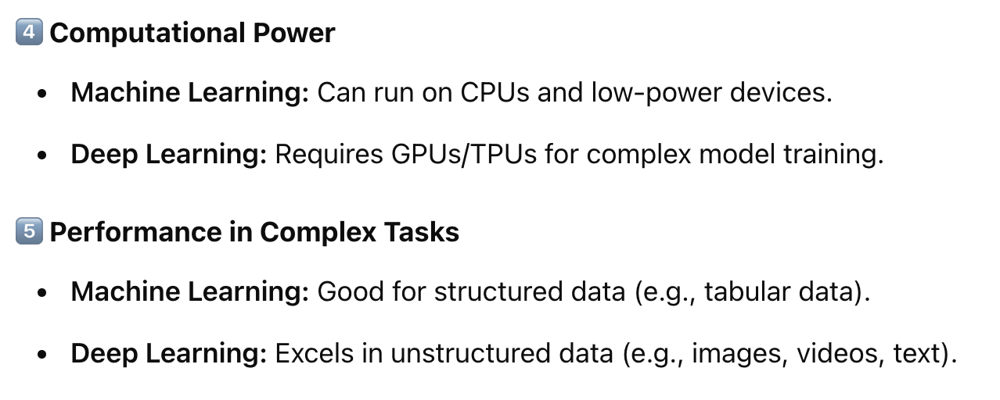 4️⃣ Computational Power
• Machine Learning: Can run on CPUs and low-power devices.
• Deep Learning: Requires GPUs/TPUs for complex model training.
5️⃣ Performance in Complex Tasks
• Machine Learning: Good for structured data (e.g., tabular data).
• Deep Learning: Excels in unstructured data (e.g., images, videos, text).